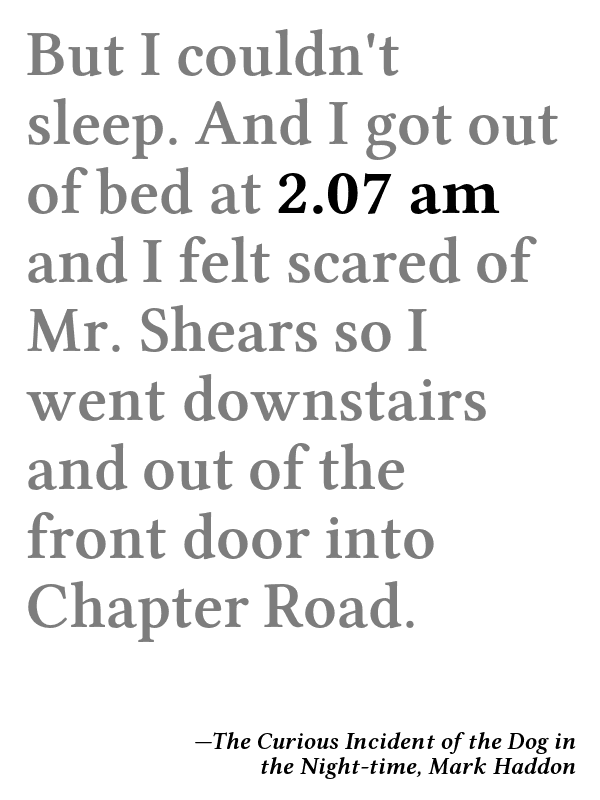 But I couldn't
sleep. And I got out
of bed at 2.07 am
and I felt scared of
Mr. Shears so I
went downstairs
and out of the
front door into
Chapter Road.
—The Curious Incident of the Dog in
the Night-time, Mark Haddon